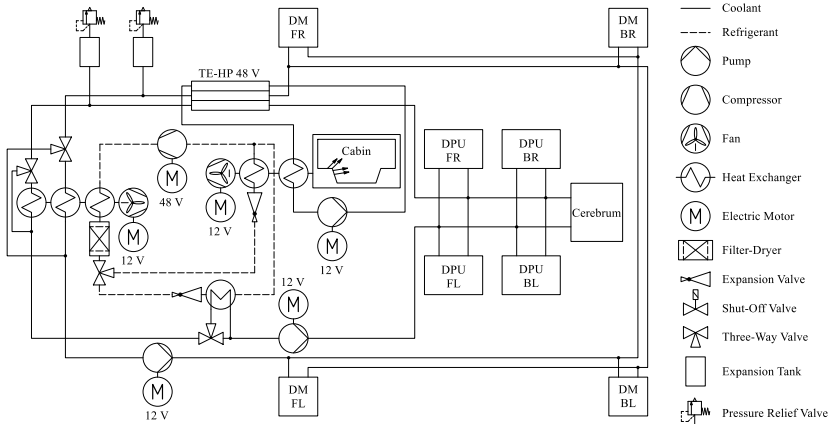 DM
FR
DM
BR
TE-HP 48 V
Cabin
M
48 V
M
12 V
M
12 V
M
12 V
DPU
FR
DPU
BR
Cerebrum
DPU
FL
DPU
BL
12 V
M
M
12 V
DM
FL
DM
BL
Coolant
Refrigerant
Pump
Compressor
Fan
Heat Exchanger
M
Electric Motor
Filter-Dryer
Expansion Valve
Shut-Off Valve
Three-Way Valve
Expansion Tank
Pressure Relief Valve